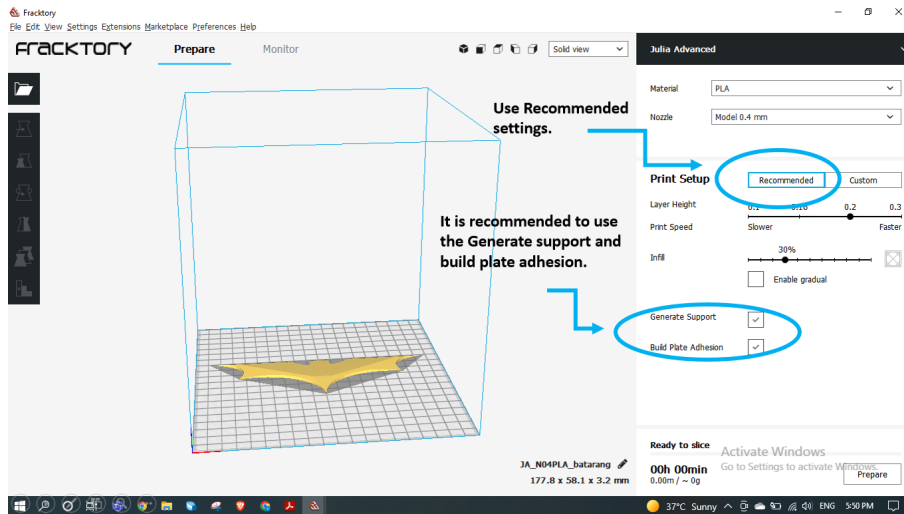 Fracktory
File Edit View Settings Extensions Marketplace Preferences Help
FracKTORY
Prepare
Monitor
Solid view
Julia Advanced
Material
PLA
Nozzle
Model 0.4 mm
Use Recommended
settings.
Print Setup
Recommended
Custom
Layer Height
0.1 0.16 0.2 0.3
Print Speed
Slower
Faster
Infill
30%
Enable gradual
It is recommended to use
the Generate support and
build plate adhesion.
Generate Support
Build Plate Adhesion
Ready to slice
Activate Windows
Go to Settings to activate Windows.
JA_N04PLA_batarang
177.8 x 58.1 x 3.2 mm
00h 00min
0.00m / ~ 0g
Prepare
37°C Sunny
ENG
5:50 PM